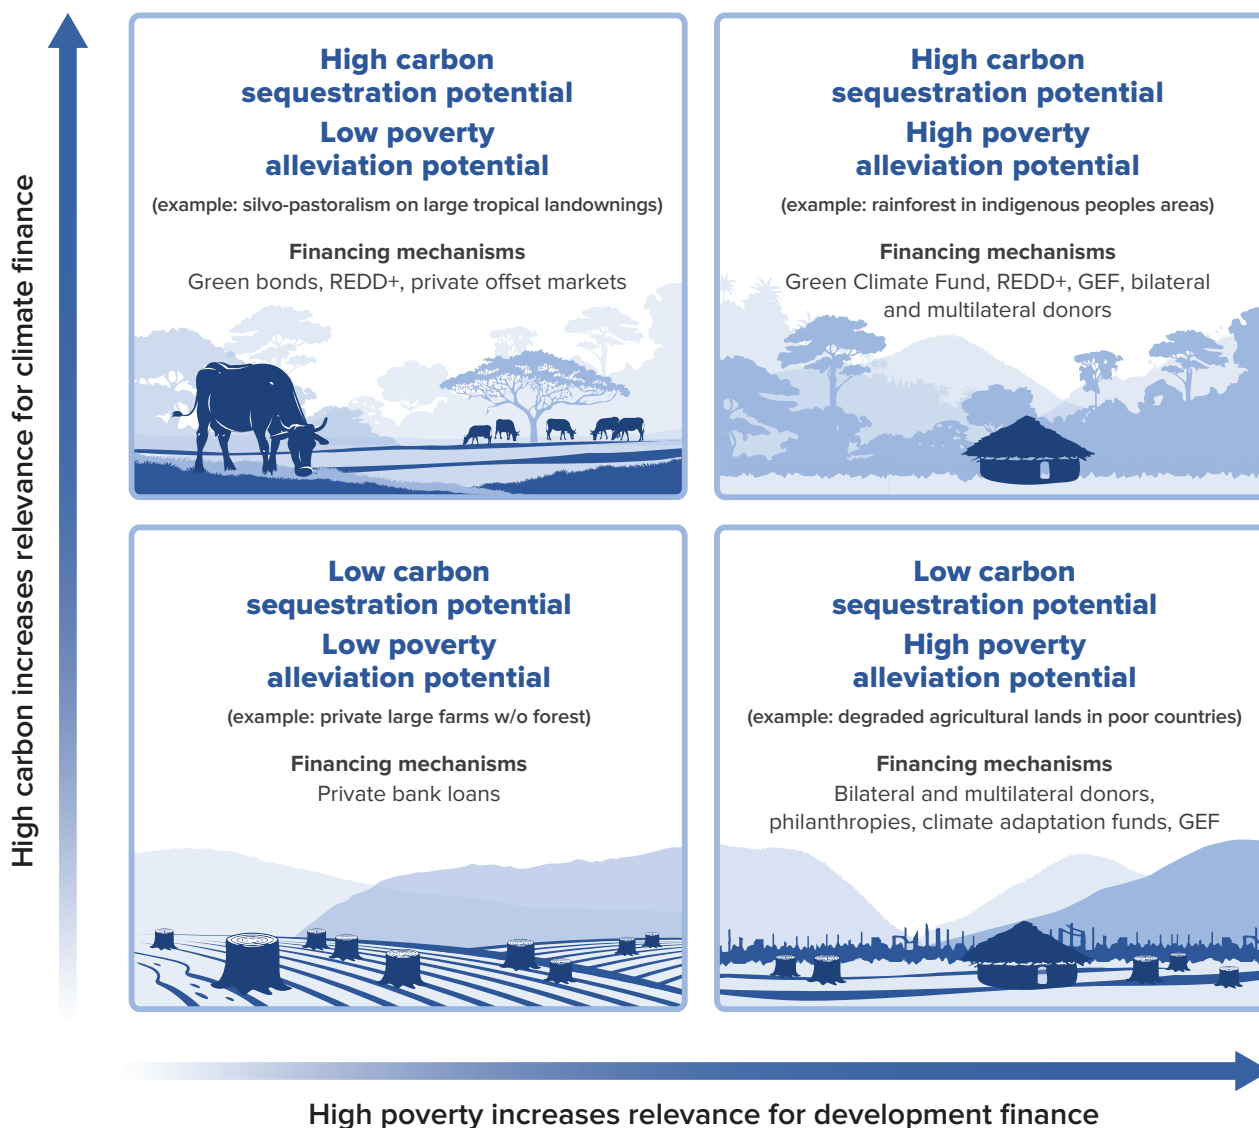 High carbon increases relevance for climate finance
High carbon
sequestration potential
Low poverty
alleviation potential
(example: silvo-pastoralism on large tropical landownings)
Financing mechanisms
Green bonds, REDD+, private offset markets
High carbon
sequestration potential
High poverty
alleviation potential
(example: rainforest in indigenous peoples areas)
Financing mechanisms
Green Climate Fund, REDD+, GEF, bilateral
and multilateral donors
Low carbon
sequestration potential
Low poverty
alleviation potential
(example: private large farms w/o forest)
Financing mechanisms
Private bank loans
Low carbon
sequestration potential
High poverty
alleviation potential
(example: degraded agricultural lands in poor countries)
Financing mechanisms
Bilateral and multilateral donors,
philanthropies, climate adaptation funds, GEF
High poverty increases relevance for development finance